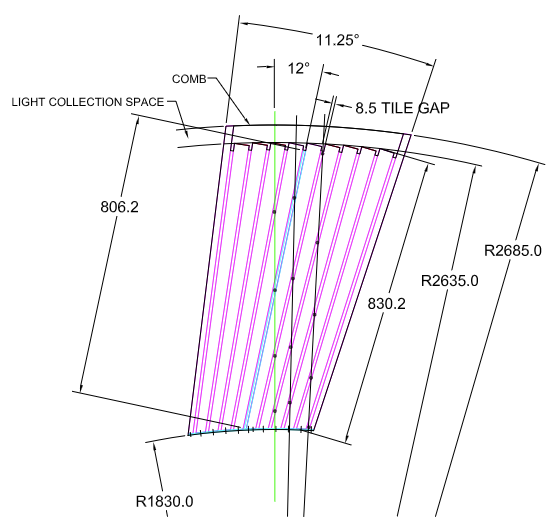 11.25°
12°
COMB
LIGHT COLLECTION SPACE
8.5 TILE GAP
806.2
R2685.0
R2635.0
830.2
R1830.0